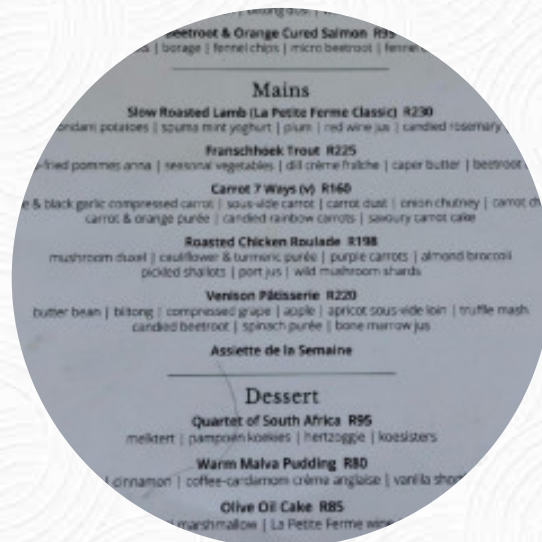 Beetroot & Orange Cured Salmon
| borage | fennel chips | micro beetroot |
Mains
Slow Roasted Lamb (La Petite Ferme Classic) R230
potatoes | spuma mint yoghurt | plum | red wine jus | candied rosemary
Franschhoek Trout R225
fried pommes anna | seasonal vegetables | dill crème fraîche | caper butter | beetroot
Carrot 7 Ways (v) R160
& black garlic compressed carrot | sous-vide carrot | carrot dust | onion chutney | carrot
carrot & orange purée | candied rainbow carrots | savoury carrot cake
Roasted Chicken Roulade R198
mushroom duxel | cauliflower & turmeric purée | purple carrots | almond broccoli
pickled shallots | port jus | wild mushroom shards
Venison Pâtisserie R220
butter bean | biltong | compressed grape | apple | apricot sous-vide loin | truffle mash
candied beetroot | spinach purée | bone marrow jus
Assiette de la Semaine
Dessert
Quartet of South Africa R95
melktert | pampoen koekies | hertzoggie | koesisters
Warm Malva Pudding R80
| cinnamon | coffee-cardamom crème anglaise | vanilla
Olive Oil Cake R85
marshmallow | La Petite Ferme wine